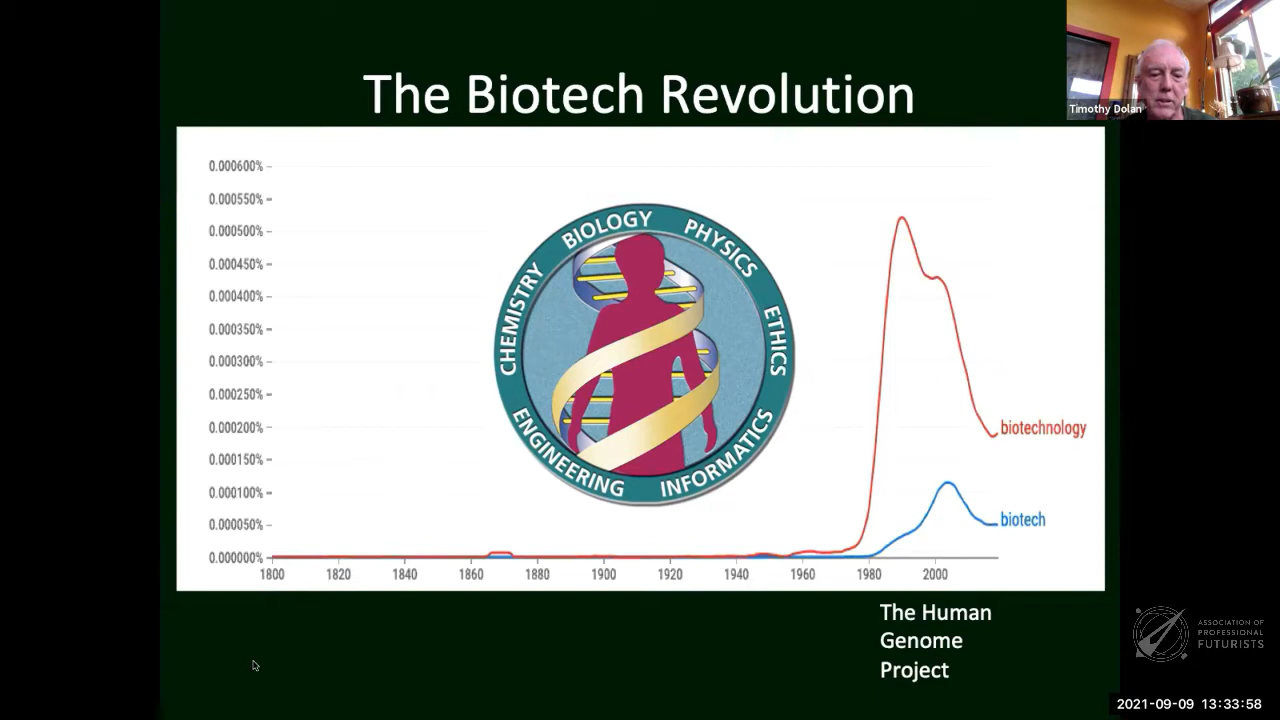 The Biotech Revolution
Timothy Dolan
0.000600%
0.000550%
0.000500%
0.000450%
0.000400%
0.000350%
0.000300%
0.000250%
0.000200%
0.000150%
0.000100%
0.000050%
0.000000%
CHEMISTRY
BIOLOGY
PHYSICS
ETHICS
INFORMATICS
ENGINEERING
biotechnology
biotech
1800
1820
1840
1860
1880
1900
1920
1940
1960
1980
2000
The Human
Genome
Project
ASSOCIATION OF
PROFESSIONAL
FUTURISTS
2021-09-09 13:33:58